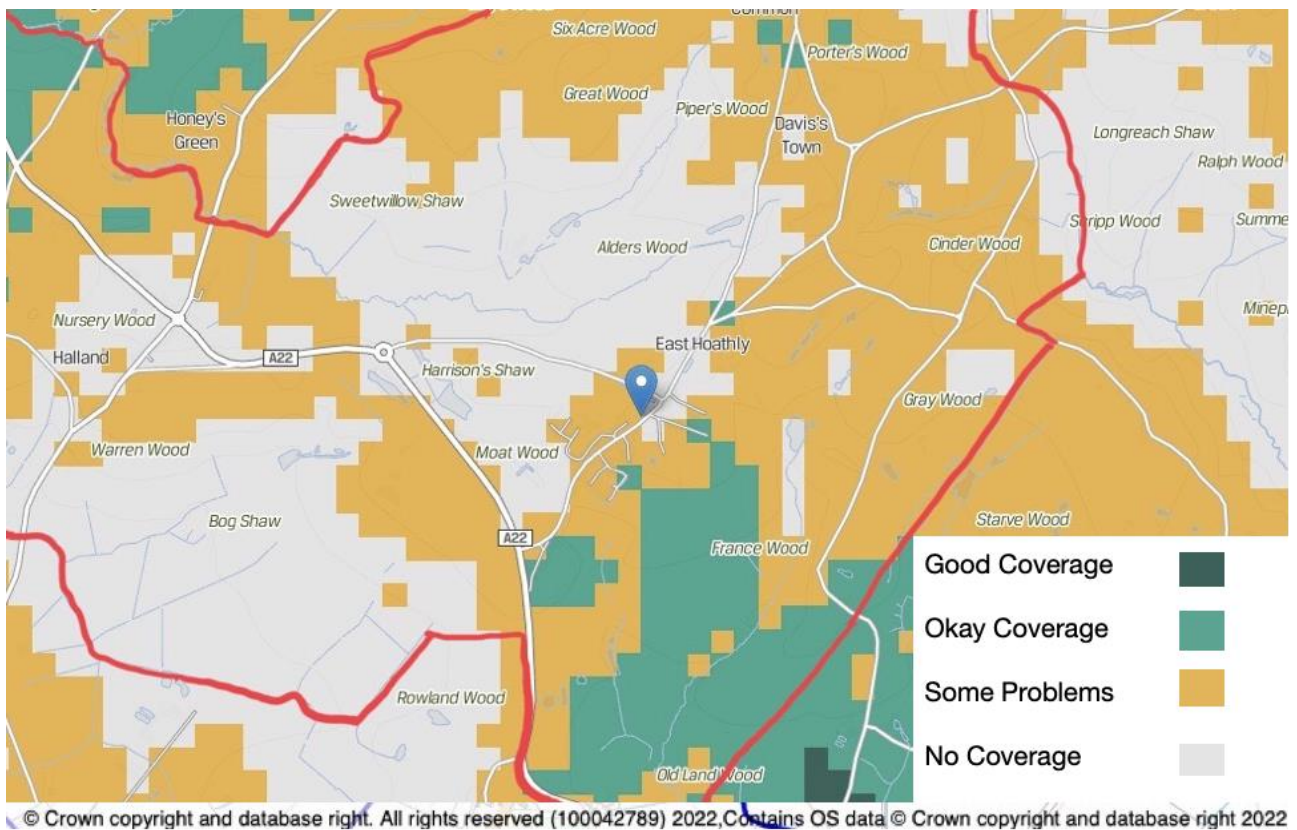 Six Acre Wood
Common
Porter's Wood
Great Wood
Piper's Wood
Honey's
Green
Davis's
Town
Longreach Shaw
Ralph Wood
Sweetwillow Shaw
Scripp Wood
Summe
Alders Wood
Cinder Wood
Minep
Nursery Wood
Halland
A22
East Hoathly
Harrison's Shaw
Gray Wood
Warren Wood
Moat Wood
Bog Shaw
Starve Wood
A22
France Wood
Rowland Wood
Old Land Wood
Good Coverage
Okay Coverage
Some Problems
No Coverage
© Crown copyright and database right. All rights reserved (100042789) 2022,Contains OS data © Crown copyright and database right 2022